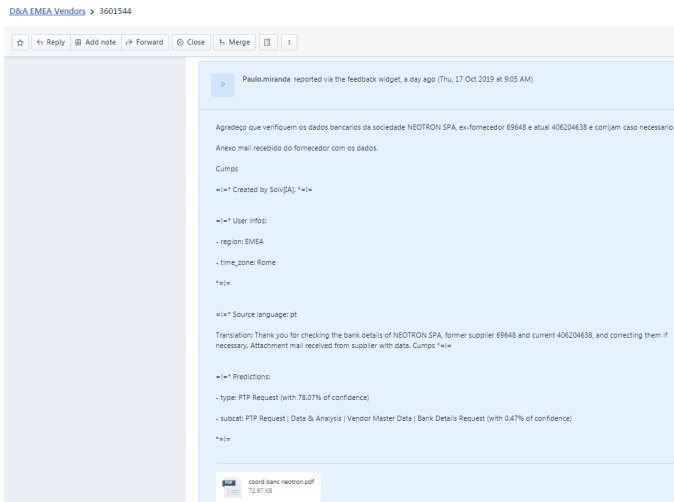 D&A EMEA Vendors > 3601544
Reply Add note Forward Close Merge
P
Paulo.miranda reported via the feedback widget, a day ago (Thu, 17 Oct 2019 at 9:05 AM)
Agradeço que verifiquem os dados bancarios da sociedade NEOTRON SPA, ex-fornecedor 69648 e atual 406204638 e corrijam caso necessario.
Anexo mail recebido do fornecedor com os dados.
Cumps
=!=* Created by Solv[IA]. *=!=
=!=* User infos:
- region: EMEA
- time_zone: Rome
*=!=
=!=* Source language: pt
Translation: Thank you for checking the bank details of NEOTRON SPA, former supplier 69648 and current 406204638, and correcting them if
necessary. Attachment mail received from supplier with data. Cumps *=!=
=!=* Predictions:
- type: PTP Request (with 78.07% of confidence)
- subcat: PTP Request | Data & Analysis | Vendor Master Data | Bank Details Request (with 0.47% of confidence)
*=!=
PDF
coord banc neotron.pdf
72.97 KB